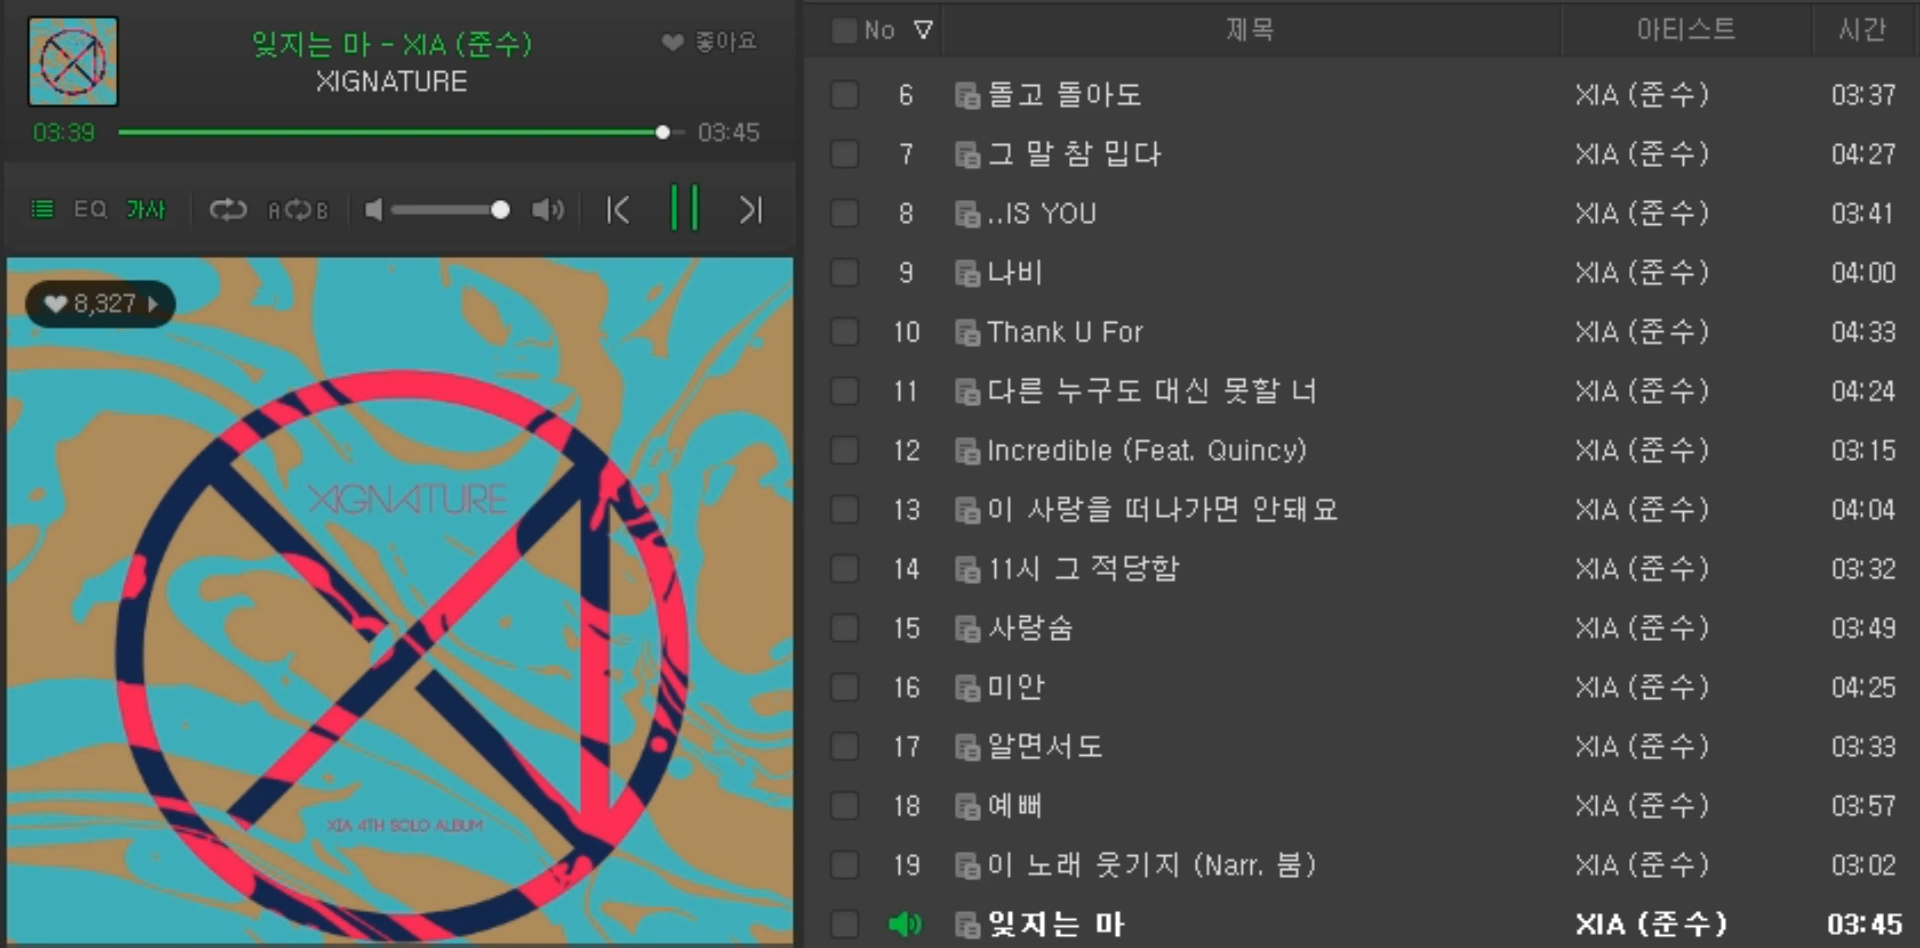 잊지는 마 - XIA (준수)
좋아요
XIGNATURE
03:39
03:45
EQ 가사 A B
8,327
XIGNATURE
XIA 4TH SOLO ALBUM
No 제목 아티스트 시간
6 돌고 돌아도 XIA (준수) 03:37
7 그 말 참 밉다 XIA (준수) 04:27
8 ..IS YOU XIA (준수) 03:41
9 나비 XIA (준수) 04:00
10 Thank U For XIA (준수) 04:33
11 다른 누구도 대신 못할 너 XIA (준수) 04:24
12 Incredible (Feat. Quincy) XIA (준수) 03:15
13 이 사랑을 떠나가면 안돼요 XIA (준수) 04:04
14 11시 그 적당함 XIA (준수) 03:32
15 사랑숨 XIA (준수) 03:49
16 미안 XIA (준수) 04:25
17 알면서도 XIA (준수) 03:33
18 예뻐 XIA (준수) 03:57
19 이 노래 웃기지 (Narr. 붐) XIA (준수) 03:02
잊지는 마 XIA (준수) 03:45